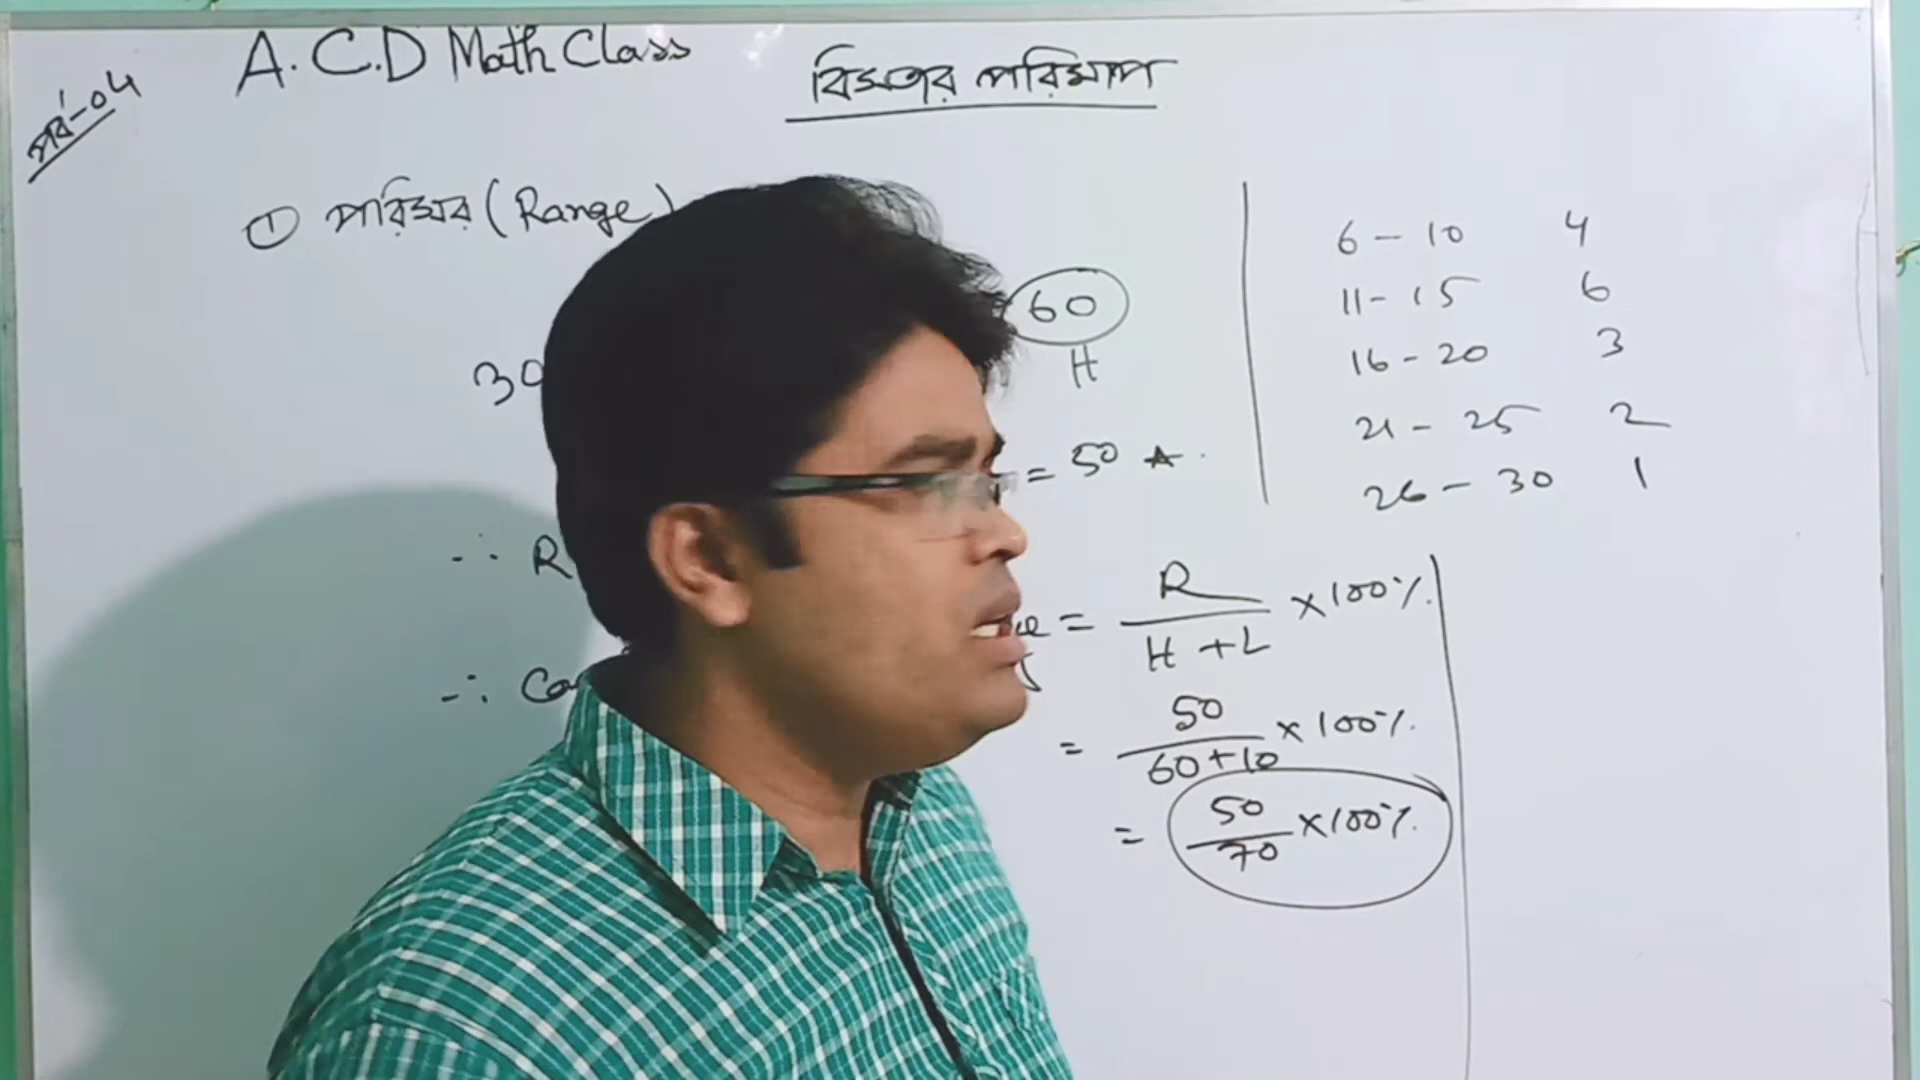 A.C.D Math Class
পর্ব-04
বিস্তার পরিমাপ
① পরিসর (Range)
60
30
H
= 50
∴ R
= R / H + L × 100%
∴ Co
= 50 / 60 + 10 × 100%
= 50 / 70 × 100%
6 - 10 4
11 - 15 6
16 - 20 3
21 - 25 2
26 - 30 1